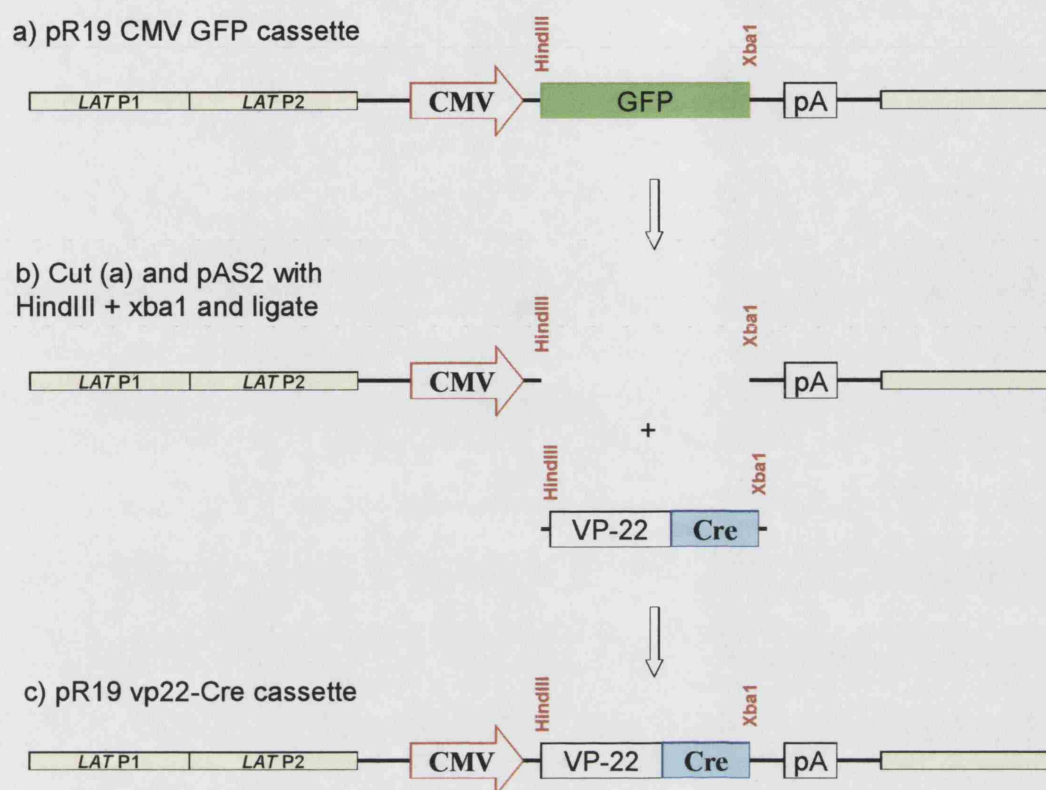 a) pR19 CMV GFP cassette
HindIII
Xba1
LAT P1
LAT P2
CMV
GFP
pA
b) Cut (a) and pAS2 with
HindIII + xba1 and ligate
HindIII
Xba1
LAT P1
LAT P2
CMV
pA
+
HindIII
Xba1
VP-22
Cre
c) pR19 vp22-Cre cassette
HindIII
Xba1
LAT P1
LAT P2
CMV
VP-22
Cre
pA